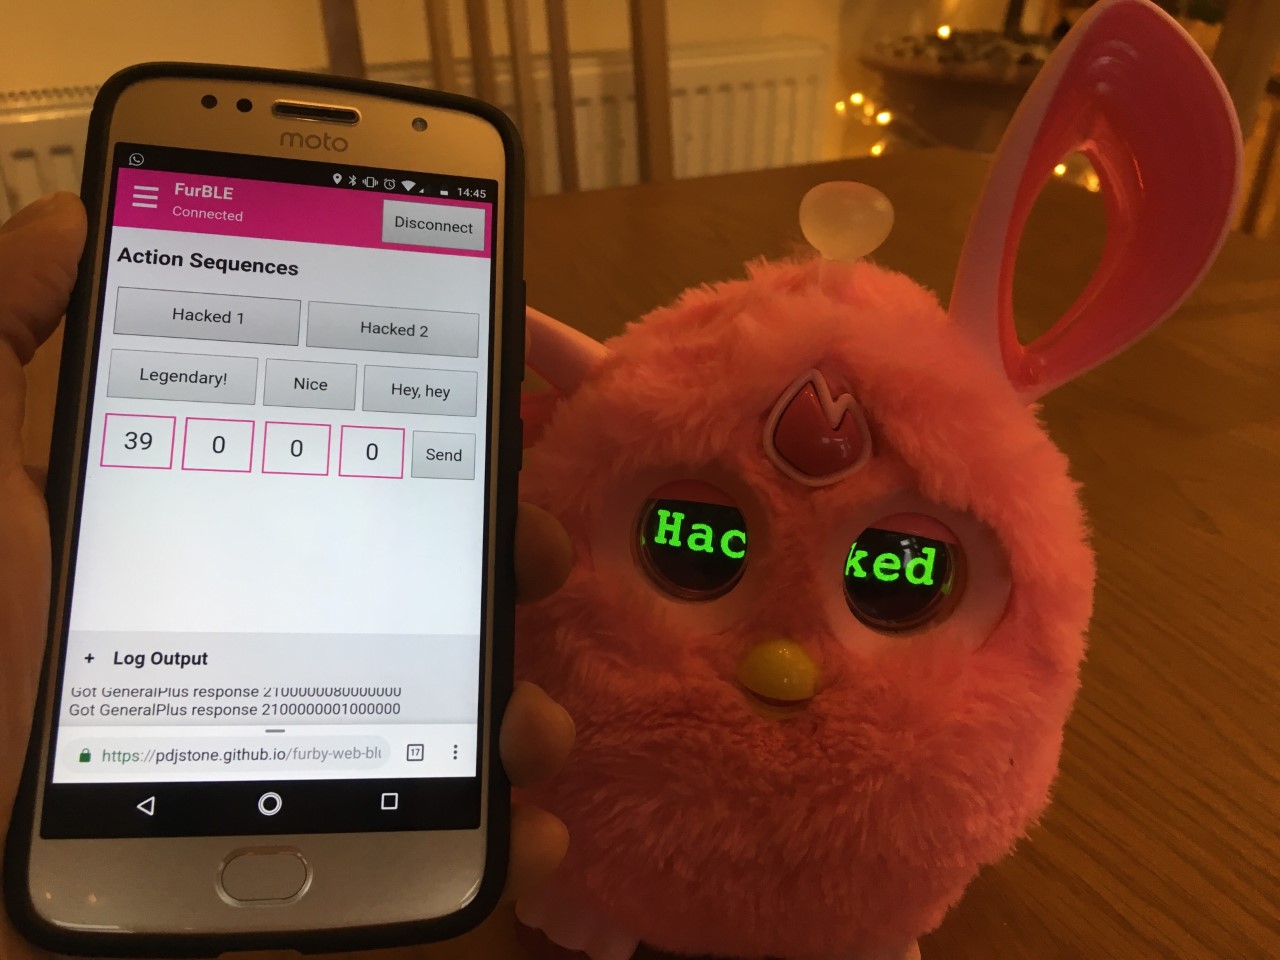 moto
14:45
FurBLE
Connected
Disconnect
Action Sequences
Hacked 1
Hacked 2
Legendary!
Nice
Hey, hey
39
0
0
0
Send
+ Log Output
Got GeneralPlus response 2100000080000000
Got GeneralPlus response 2100000001000000
https://pdjstone.github.io/furby-web-blu
17
Hac
ked